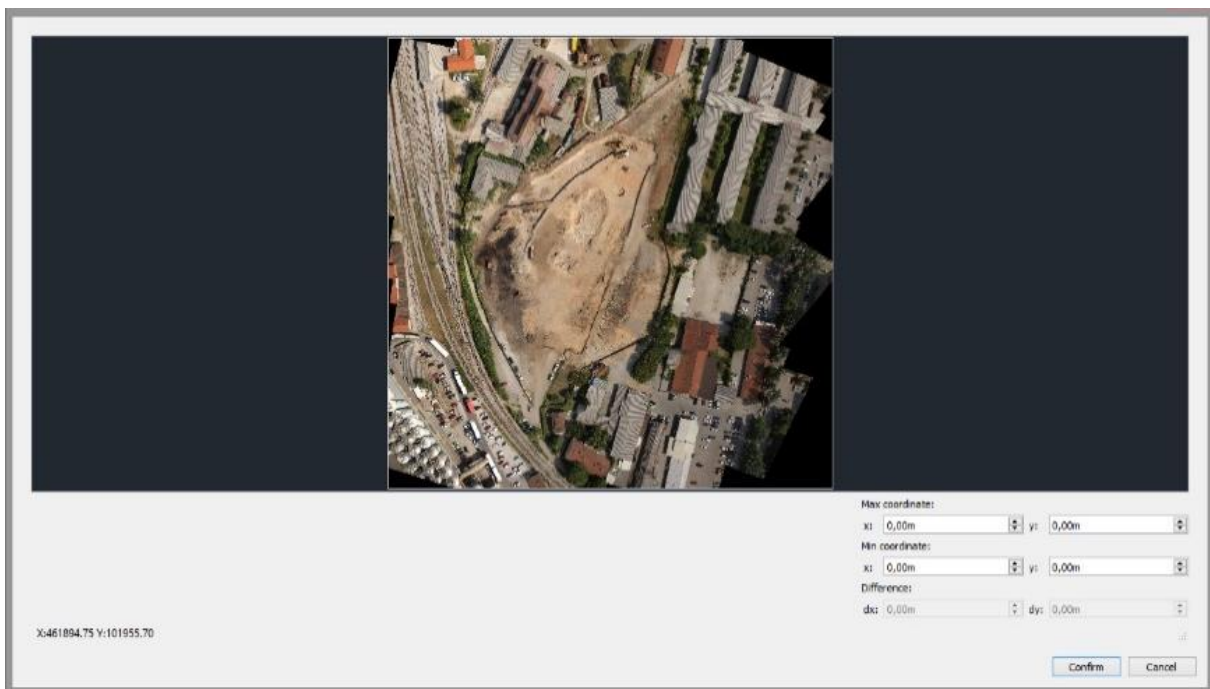 Max coordinate:
x: 0,00m y: 0,00m
Min coordinate:
x: 0,00m y: 0,00m
Difference:
dx: 0,00m dy: 0,00m
X:461894.75 Y:101955.70
Confirm Cancel